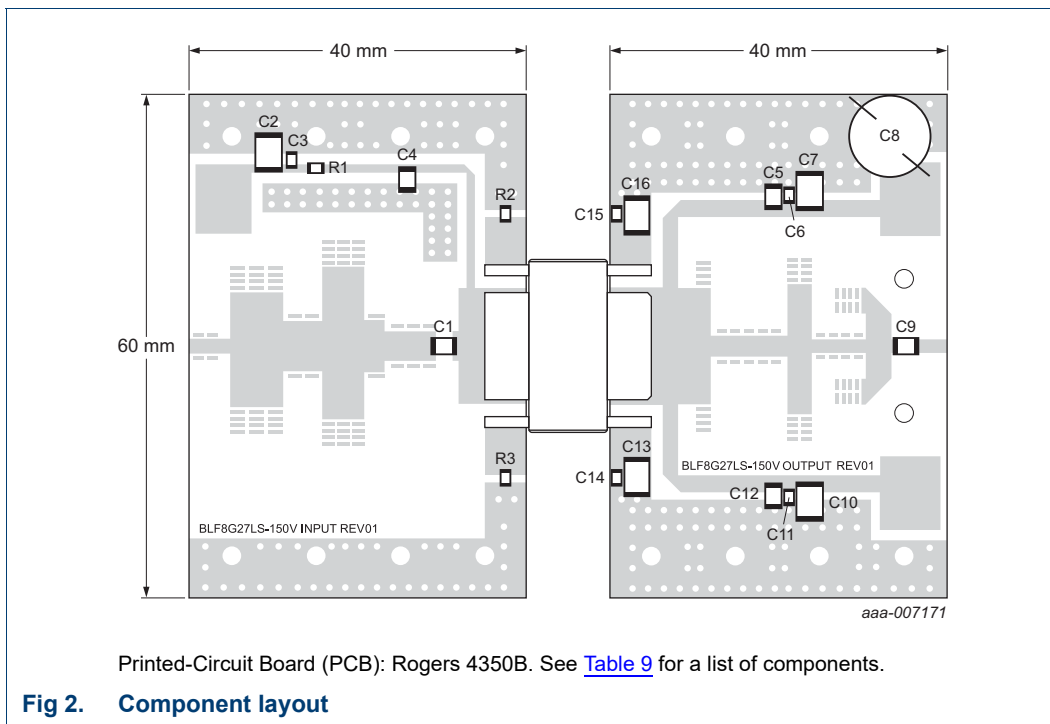 40 mm
40 mm
C2
C3
R1
C4
R2
C16
C15
C5
C7
C8
C6
60 mm
C1
C9
R3
C13
C14
BLF8G27LS-150V OUTPUT REV01
C12
C10
C11
BLF8G27LS-150V INPUT REV01
aaa-007171
Printed-Circuit Board (PCB): Rogers 4350B. See Table 9 for a list of components.
Fig 2. Component layout